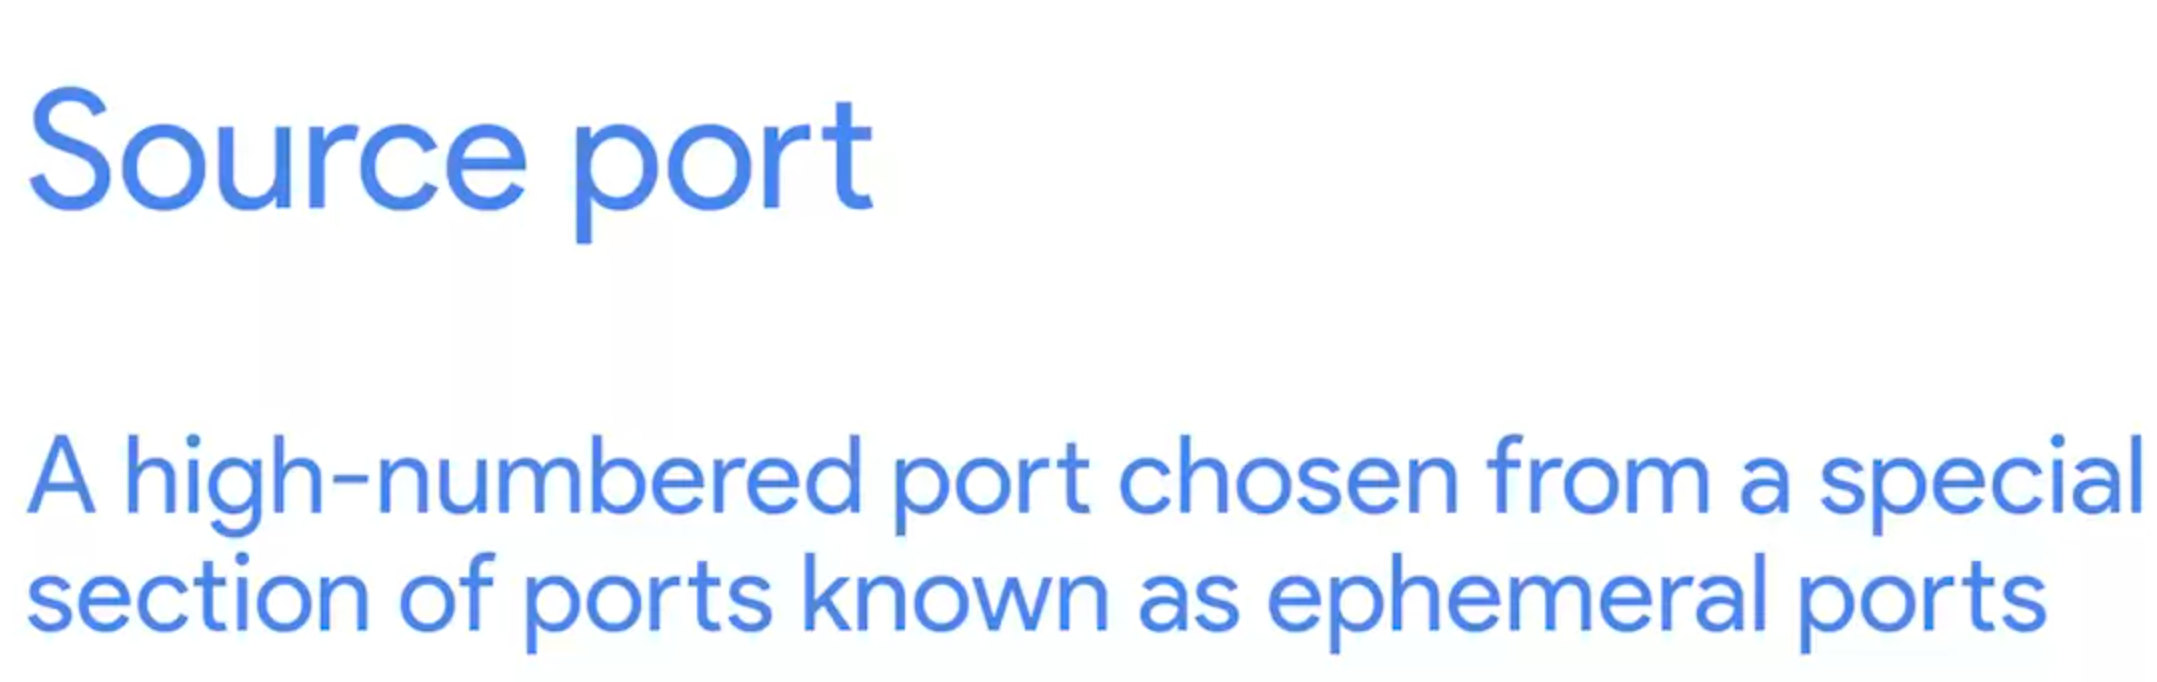 Source port
A high-numbered port chosen from a special
section of ports known as ephemeral ports